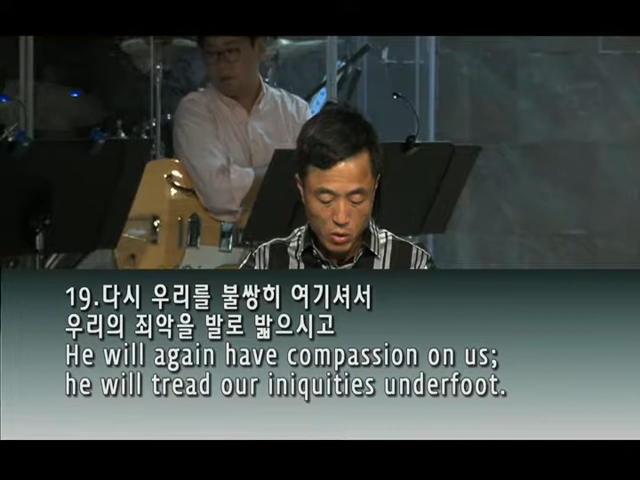 19.다시 우리를 불쌍히 여기셔서
우리의 죄악을 발로 밟으시고
He will again have compassion on us;
he will tread our iniquities underfoot.